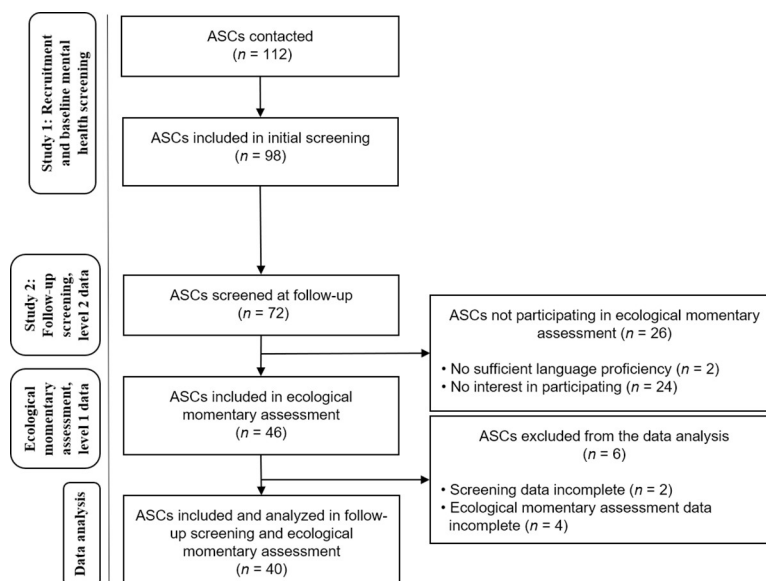 Study 1: Recruitment
and baseline mental
health screening
ASCs contacted
(n = 112)
ASCs included in initial screening
(n = 98)
Study 2:
Follow-up
screening,
level 2 data
ASCs screened at follow-up
(n = 72)
ASCs not participating in ecological momentary
assessment (n = 26)
• No sufficient language proficiency (n = 2)
• No interest in participating (n = 24)
Ecological
momentary
assessment,
level 1 data
ASCs included in ecological
momentary assessment
(n = 46)
ASCs excluded from the data analysis
(n = 6)
• Screening data incomplete (n = 2)
• Ecological momentary assessment data
incomplete (n = 4)
Data analysis
ASCs included and analyzed in follow-
up screening and ecological
momentary assessment
(n = 40)